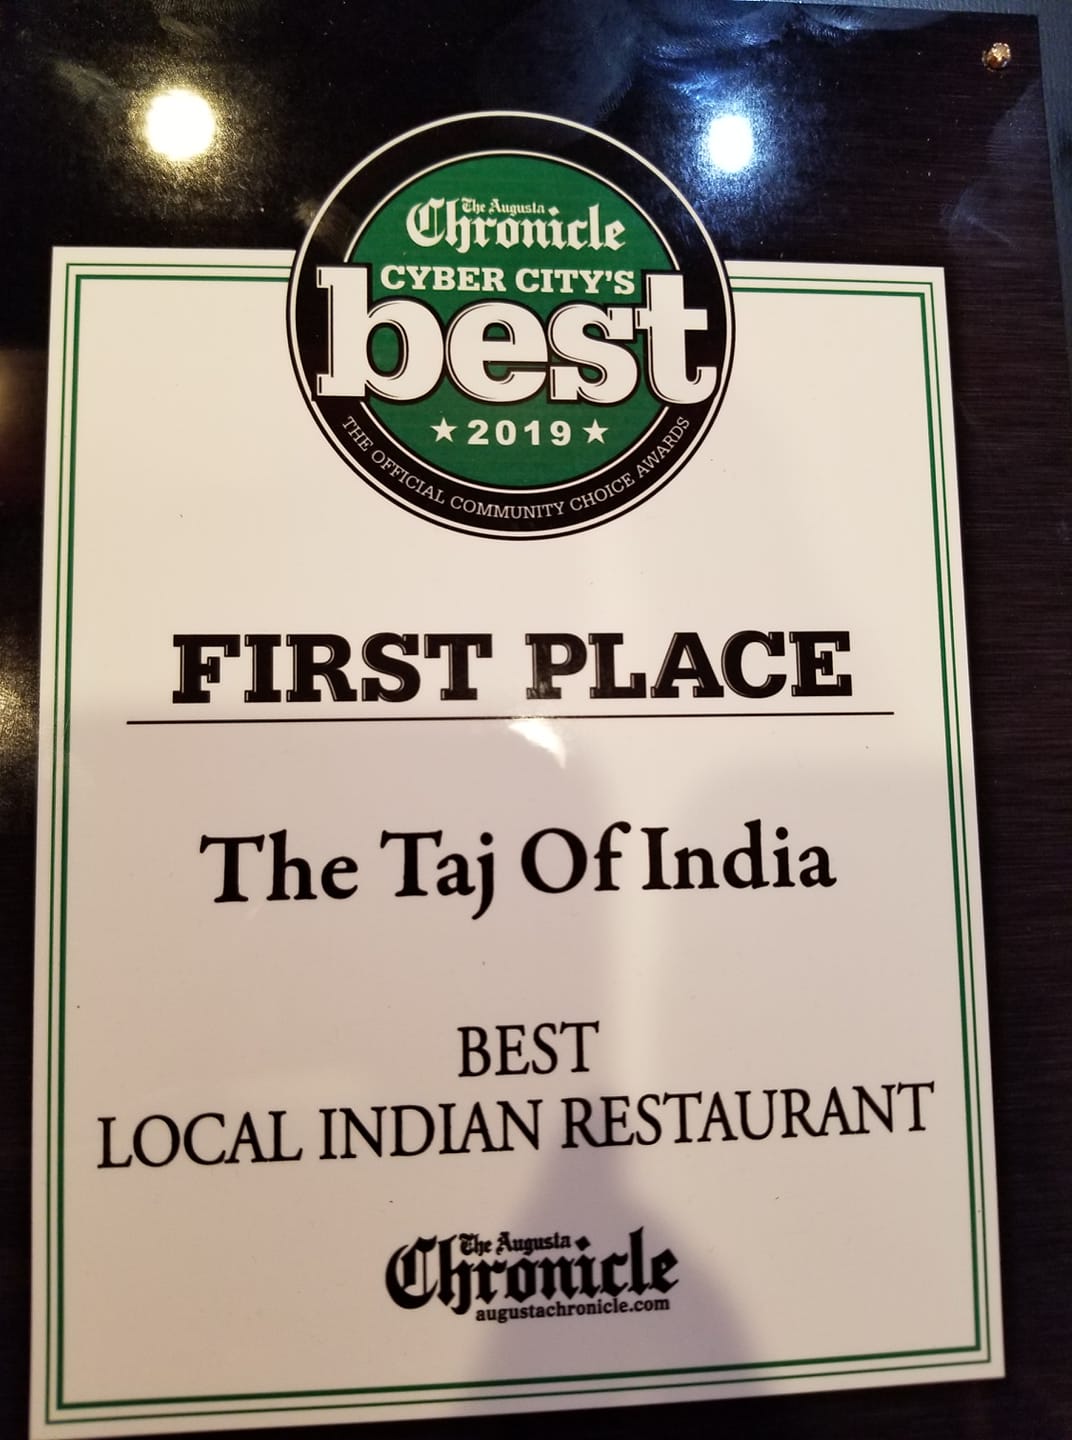 The Augusta
Chronicle
CYBER CITY'S
best
★ 2019 ★
THE OFFICIAL COMMUNITY CHOICE AWARDS
FIRST PLACE
The Taj Of India
BEST
LOCAL INDIAN RESTAURANT
The Augusta
Chronicle
augustachronicle.com